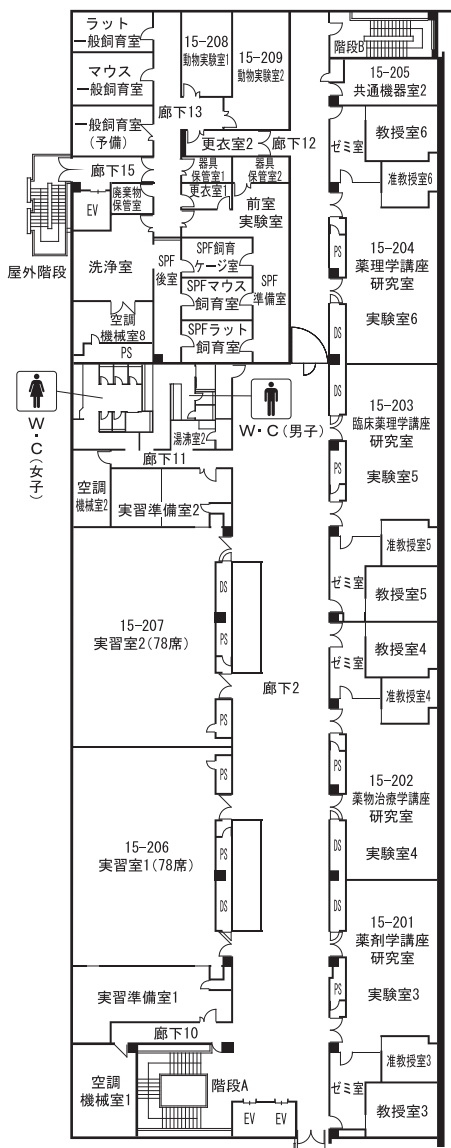 ラット
一般飼育室
15-208
動物実験室1
15-209
動物実験室2
階段B
マウス
一般飼育室
15-205
共通機器室2
一般飼育室
(予備)
廊下13
更衣室2
廊下12
ゼミ室
教授室6
准教授室6
廊下15
器具
保管室1
器具
保管室2
更衣室1
EV
廃棄物
保管室
前室
実験室
屋外階段
洗浄室
SPF
後室
SPF飼育
ケージ室
SPFマウス
飼育室
SPF
準備室
SPFラット
飼育室
PS
15-204
薬理学講座
研究室
実験室6
DS
空調
機械室8
PS
W・C(女子)
W・C(男子)
湯沸室2
廊下11
DS
15-203
臨床薬理学講座
研究室
実験室5
PS
空調
機械室2
実習準備室2
ゼミ室
准教授室5
教授室5
DS
PS
15-207
実習室2(78席)
PS
廊下2
ゼミ室
教授室4
准教授室4
PS
PS
15-202
薬物治療学講座
研究室
実験室4
DS
15-206
実習室1(78席)
PS
DS
DS
15-201
薬剤学講座
研究室
実験室3
PS
実習準備室1
廊下10
空調
機械室1
階段A
EV
EV
ゼミ室
准教授室3
教授室3